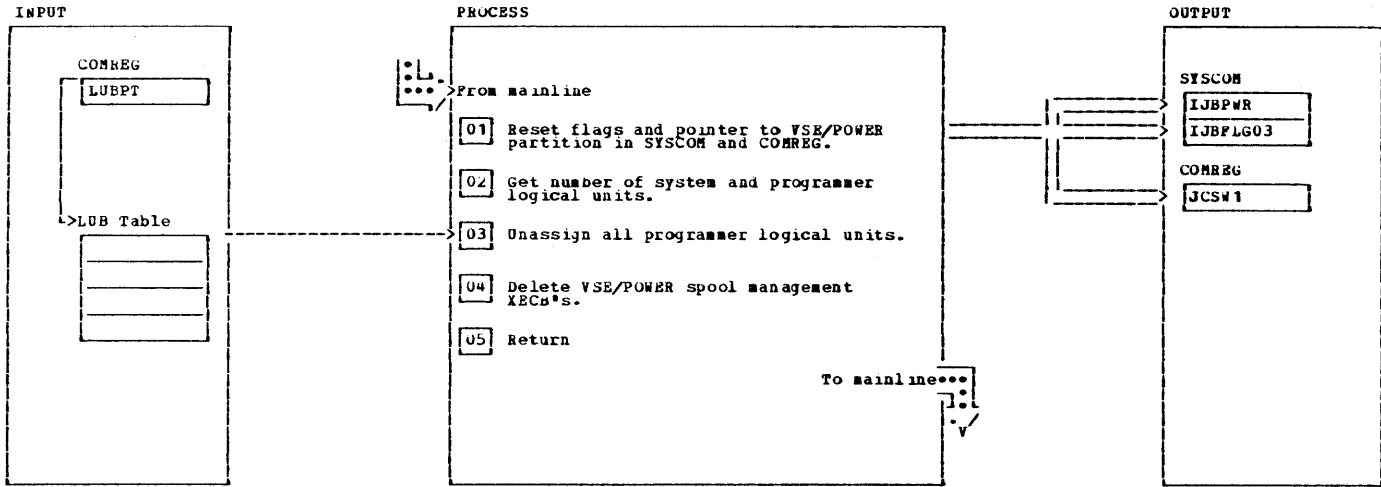 INPUT
PROCESS
OUTPUT
COMREG
LUBPT
LUB Table
From mainline
01 Reset flags and pointer to VSE/POWER
partition in SYSCOM and COMREG.
02 Get number of system and programmer
logical units.
03 Unassign all programmer logical units.
04 Delete VSE/POWER spool management
XECB's.
05 Return
To mainline
SYSCOM
IJBPWR
IJBFLG03
COMREG
JCSW1